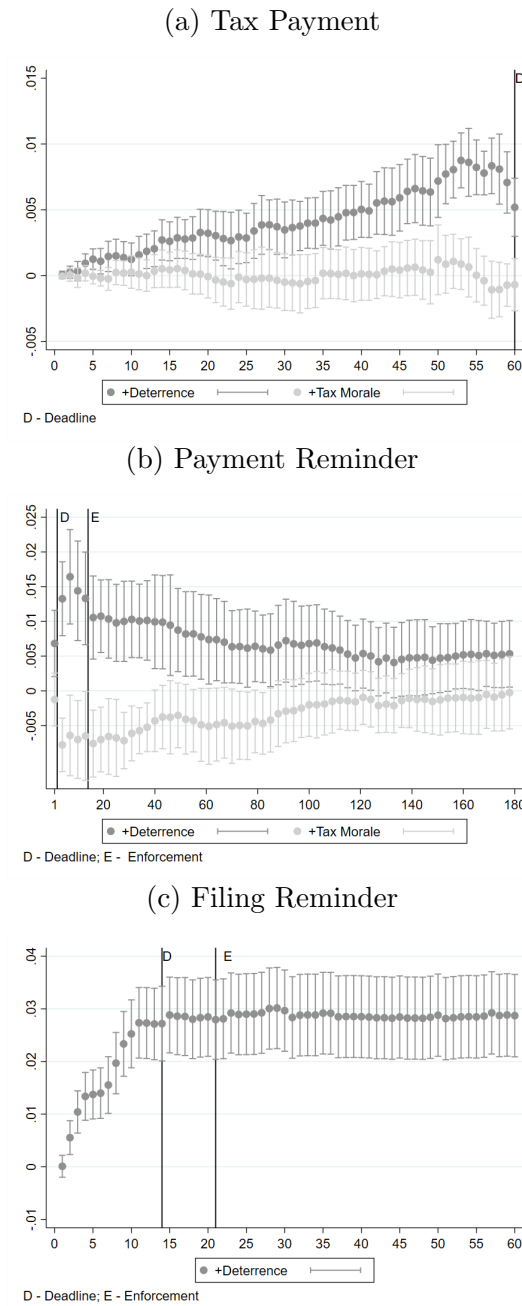 (a) Tax Payment
.015
D
.01
.005
0
-.005
0 5 10 15 20 25 30 35 40 45 50 55 60
+Deterrence +Tax Morale
D - Deadline
(b) Payment Reminder
.025
D E
.02
.015
.01
.005
0
-.005
1 20 40 60 80 100 120 140 160 180
+Deterrence +Tax Morale
D - Deadline; E - Enforcement
(c) Filing Reminder
.04
D E
.03
.02
.01
0
-.01
0 5 10 15 20 25 30 35 40 45 50 55 60
+Deterrence
D - Deadline; E - Enforcement